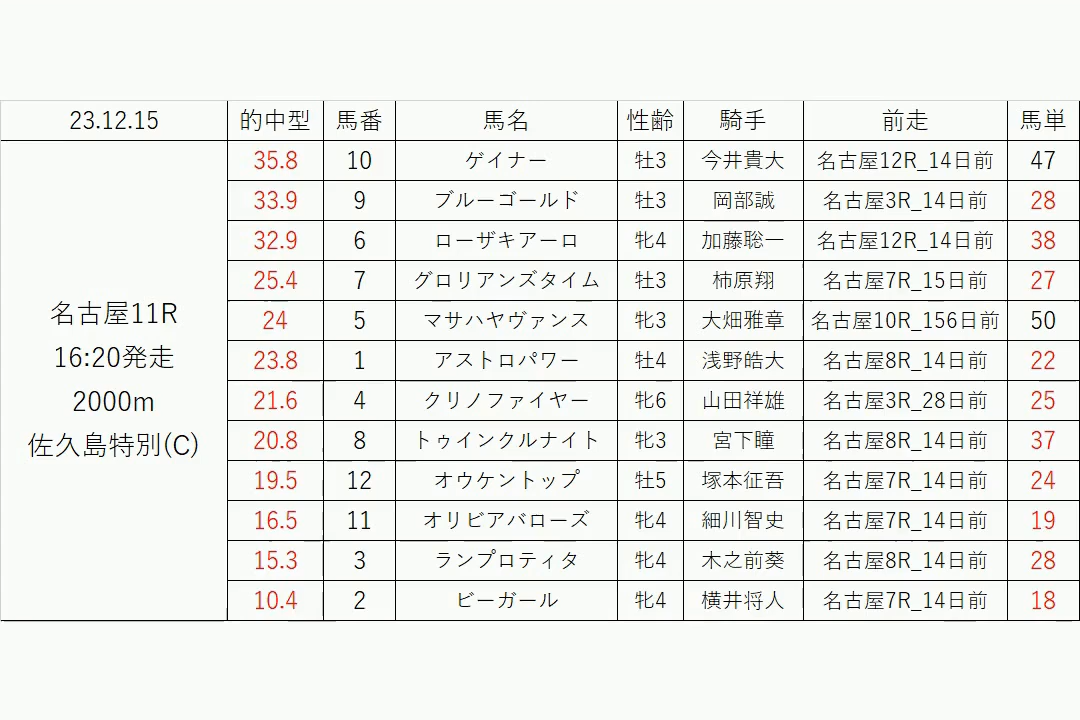 23.12.15 的中型 馬番 馬名 性齢 騎手 前走 馬単
35.8 10 ゲイナー 牡3 今井貴大 名古屋12R_14日前 47
33.9 9 ブルーゴールド 牡3 岡部誠 名古屋3R_14日前 28
32.9 6 ローザキアーロ 牝4 加藤聡一 名古屋12R_14日前 38
25.4 7 グロリアンズタイム 牡3 柿原翔 名古屋7R_15日前 27
24 5 マサハヤヴァンス 牝3 大畑雅章 名古屋10R_156日前 50
23.8 1 アストロパワー 牡4 浅野皓大 名古屋8R_14日前 22
21.6 4 クリノファイヤー 牝6 山田祥雄 名古屋3R_28日前 25
20.8 8 トゥインクルナイト 牝3 宮下瞳 名古屋8R_14日前 37
19.5 12 オウケントップ 牡5 塚本征吾 名古屋7R_14日前 24
16.5 11 オリビアバローズ 牝4 細川智史 名古屋7R_14日前 19
15.3 3 ランプロティタ 牝4 木之前葵 名古屋8R_14日前 28
10.4 2 ビーガール 牝4 横井将人 名古屋7R_14日前 18
名古屋11R
16:20発走
2000m
佐久島特別(C)